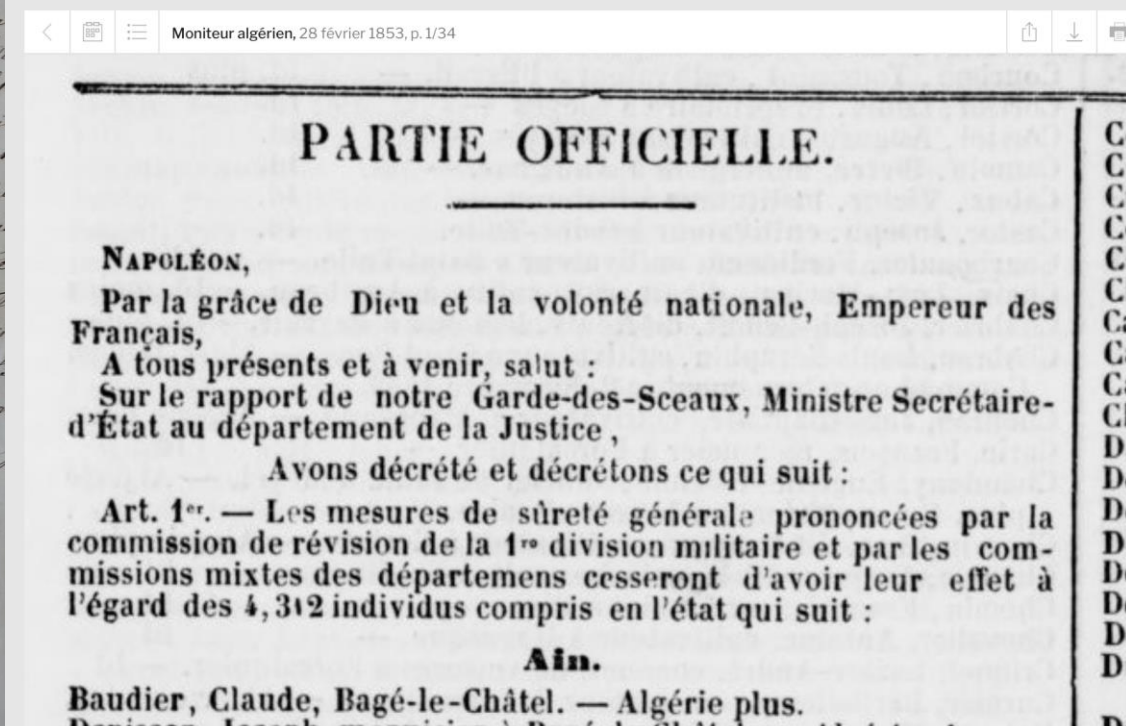 Moniteur algérien, 28 février 1853, p. 1/34
PARTIE OFFICIELLE.
NAPOLÉON,
Par la grâce de Dieu et la volonté nationale, Empereur des
Français,
A tous présents et à venir, salut :
Sur le rapport de notre Garde-des-Sceaux, Ministre Secrétaire-
d'État au département de la Justice,
Avons décrété et décrétons ce qui suit :
Art. 1er. — Les mesures de sûreté générale prononcées par la
commission de révision de la 1re division militaire et par les com-
missions mixtes des départemens cesseront d'avoir leur effet à
l'égard des 4,312 individus compris en l'état qui suit :
Ain.
Baudier, Claude, Bagé-le-Châtel. — Algérie plus.